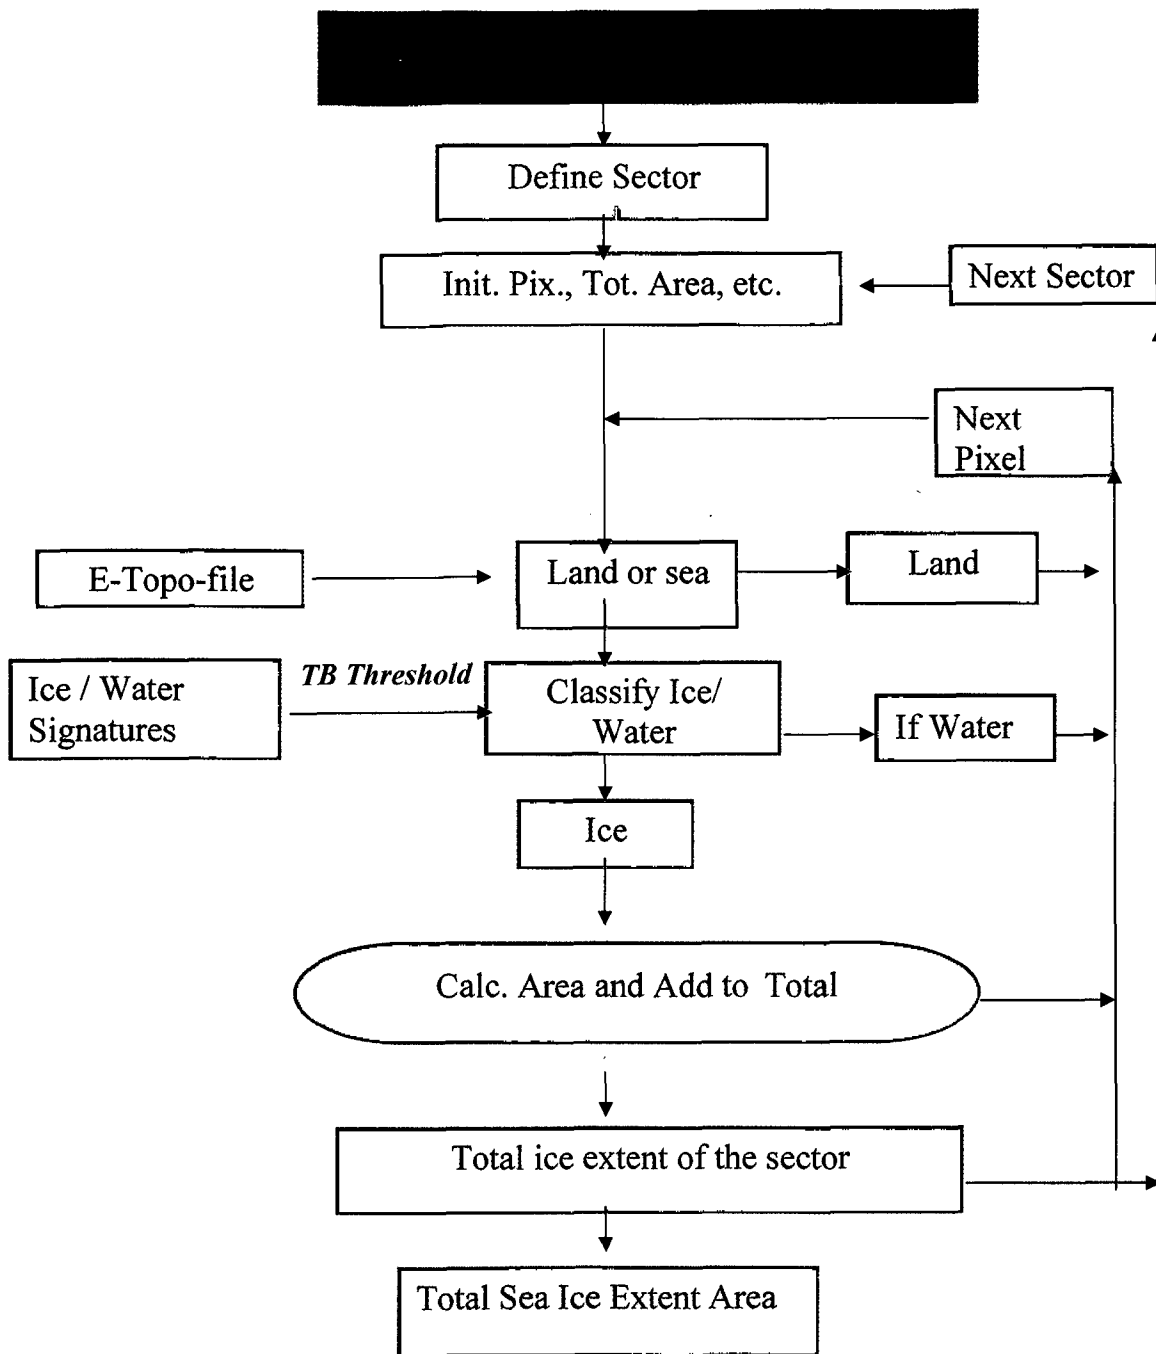 Define Sector
Init. Pix., Tot. Area, etc.
Next Sector
Next
Pixel
E-Topo-file
Land or sea
Land
Ice / Water
Signatures
TB Threshold
Classify Ice/
Water
If Water
Ice
Calc. Area and Add to Total
Total ice extent of the sector
Total Sea Ice Extent Area